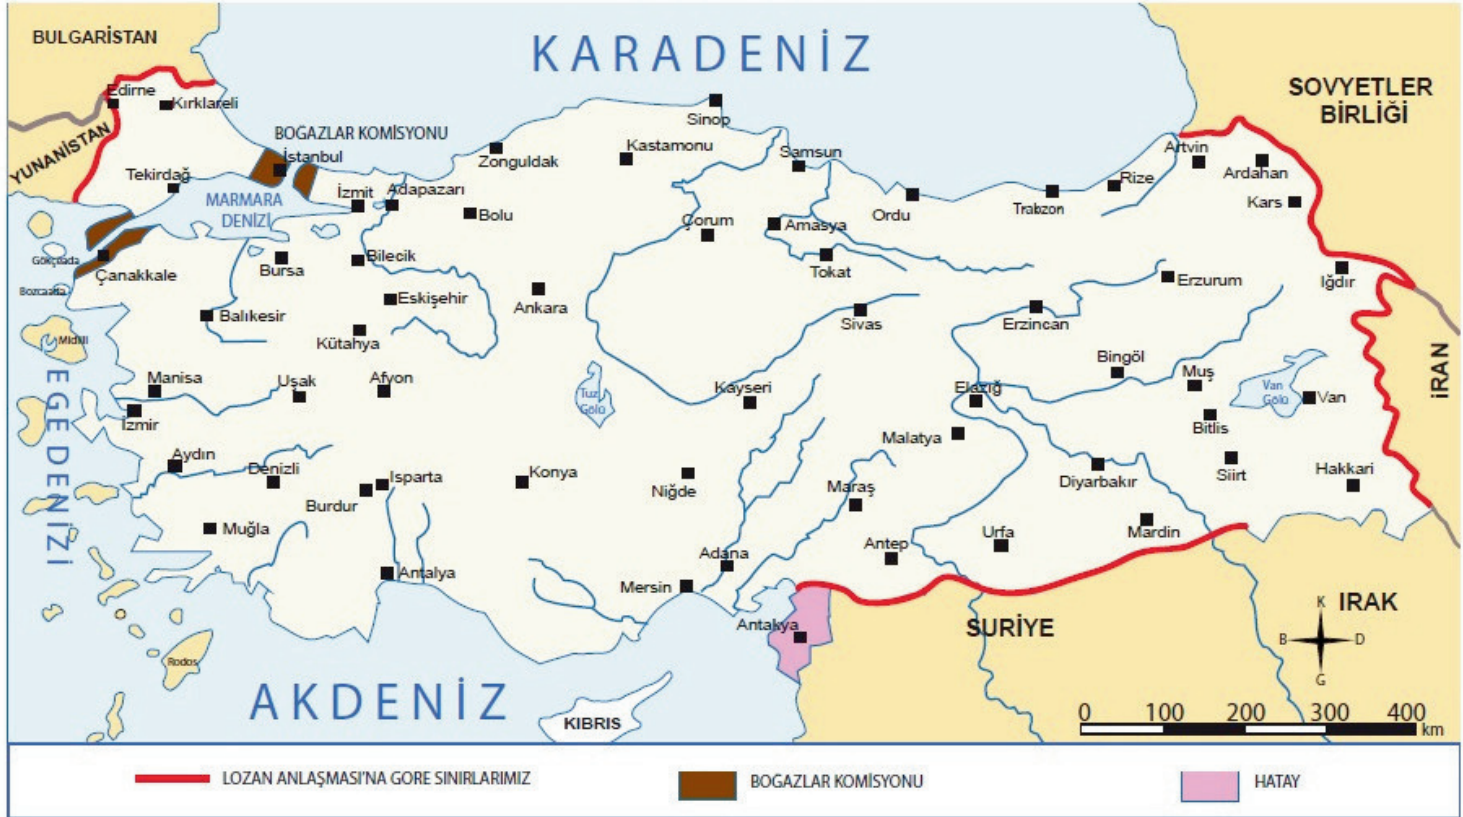 KARADENİZ
BULGARİSTAN
SOVYETLER
BİRLİĞİ
Edirne
Kırklareli
YUNANİSTAN
BOĞAZLAR KOMİSYONU
İstanbul
Sinop
Zonguldak
Kastamonu
Samsun
Artvin
Ardahan
Tekirdağ
MARMARA
DENİZİ
İzmit
Adapazarı
Bolu
Rize
Trabzon
Kars
Ordu
Çorum
Amasya
Gökçeada
Çanakkale
Bursa
Bilecik
Tokat
Erzurum
Iğdır
Bozcaada
Eskişehir
Ankara
Balıkesir
Sivas
Erzincan
Kütahya
Midilli
Bingöl
Muş
İRAN
Manisa
Uşak
Afyon
Tuz
Gölü
Kayseri
Elazığ
Van
Gölü
Van
İzmir
Bitlis
EGE DENİZİ
Malatya
Aydın
Denizli
Isparta
Konya
Niğde
Maraş
Diyarbakır
Siirt
Hakkari
Burdur
Muğla
Urfa
Mardin
Antep
Adana
Antalya
Mersin
Antakya
SURİYE
IRAK
K
B
D
G
Rodos
AKDENİZ
KIBRIS
0 100 200 300 400
km
LOZAN ANLAŞMASI'NA GORE SINIRLARIMIZ
BOGAZLAR KOMİSYONU
HATAY